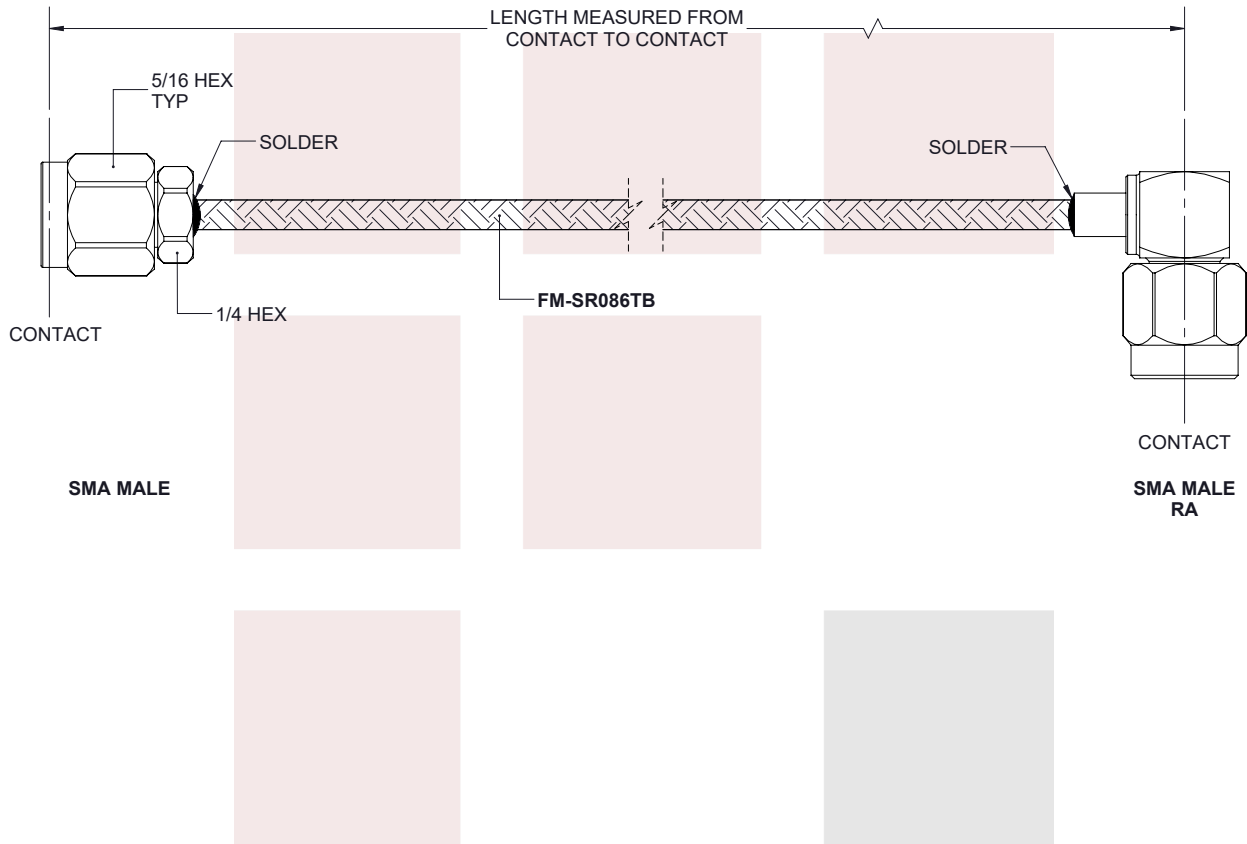 LENGTH MEASURED FROM
CONTACT TO CONTACT
5/16 HEX
TYP
SOLDER
SOLDER
FM-SR086TB
1/4 HEX
CONTACT
CONTACT
SMA MALE
SMA MALE
RA